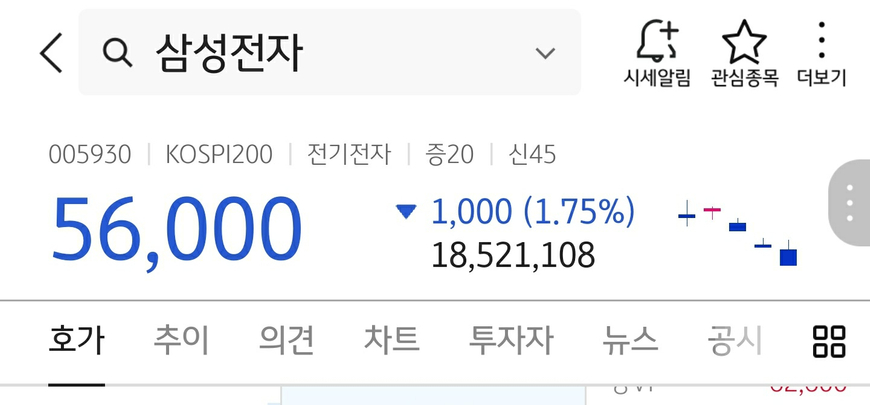 삼성전자
시세알림 관심종목 더보기
005930 | KOSPI200 | 전기전자 | 증20 | 신45
56,000 ▼ 1,000 (1.75%)
18,521,108
호가 추이 의견 차트 투자자 뉴스 공시